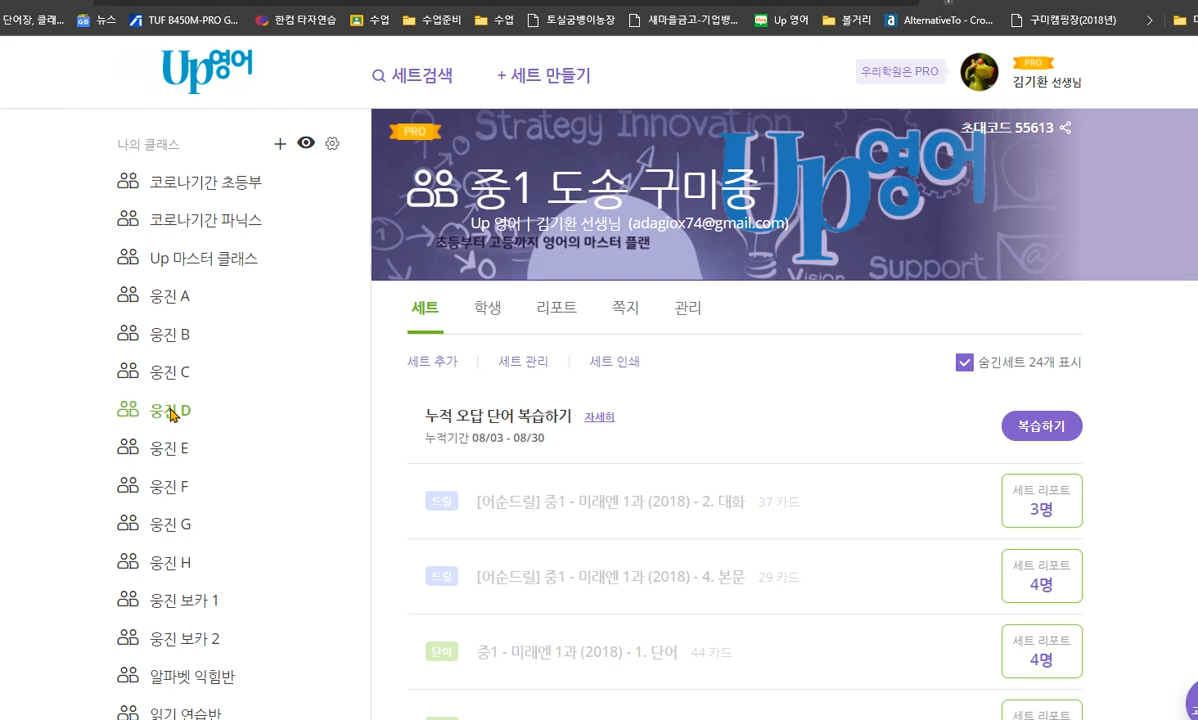 단어장, 클래... 뉴스 TUF B450M-PRO G... 한컴 타자연습 수업 수업준비 수업 토실굼벵이농장 새마을금고-기업뱅... Up 영어 볼거리 AlternativeTo - Cro... 구미캠핑장(2018년)
Up영어
세트검색
+ 세트 만들기
우리학원은 PRO
PRO
김기환 선생님
나의 클래스
코로나기간 초등부
코로나기간 파닉스
Up 마스터 클래스
웅진 A
웅진 B
웅진 C
웅진 D
웅진 E
웅진 F
웅진 G
웅진 H
웅진 보카 1
웅진 보카 2
알파벳 익힘반
읽기 연습반
PRO
Strategy Innovation
초대코드 55613
중1 도송 구미중
Up영어
Up 영어 | 김기환 선생님 (adagiox74@gmail.com)
초등부터 고등까지 영어의 마스터 플랜
Vision
Support
세트 학생 리포트 쪽지 관리
세트 추가 | 세트 관리 | 세트 인쇄
숨긴세트 24개 표시
누적 오답 단어 복습하기 자세히
누적기간 08/03 - 08/30
복습하기
드릴 [어순드릴] 중1 - 미래엔 1과 (2018) - 2. 대화 37 카드
세트 리포트
3명
드릴 [어순드릴] 중1 - 미래엔 1과 (2018) - 4. 본문 29 카드
세트 리포트
4명
단어 중1 - 미래엔 1과 (2018) - 1. 단어 44 카드
세트 리포트
4명
세트 리포트